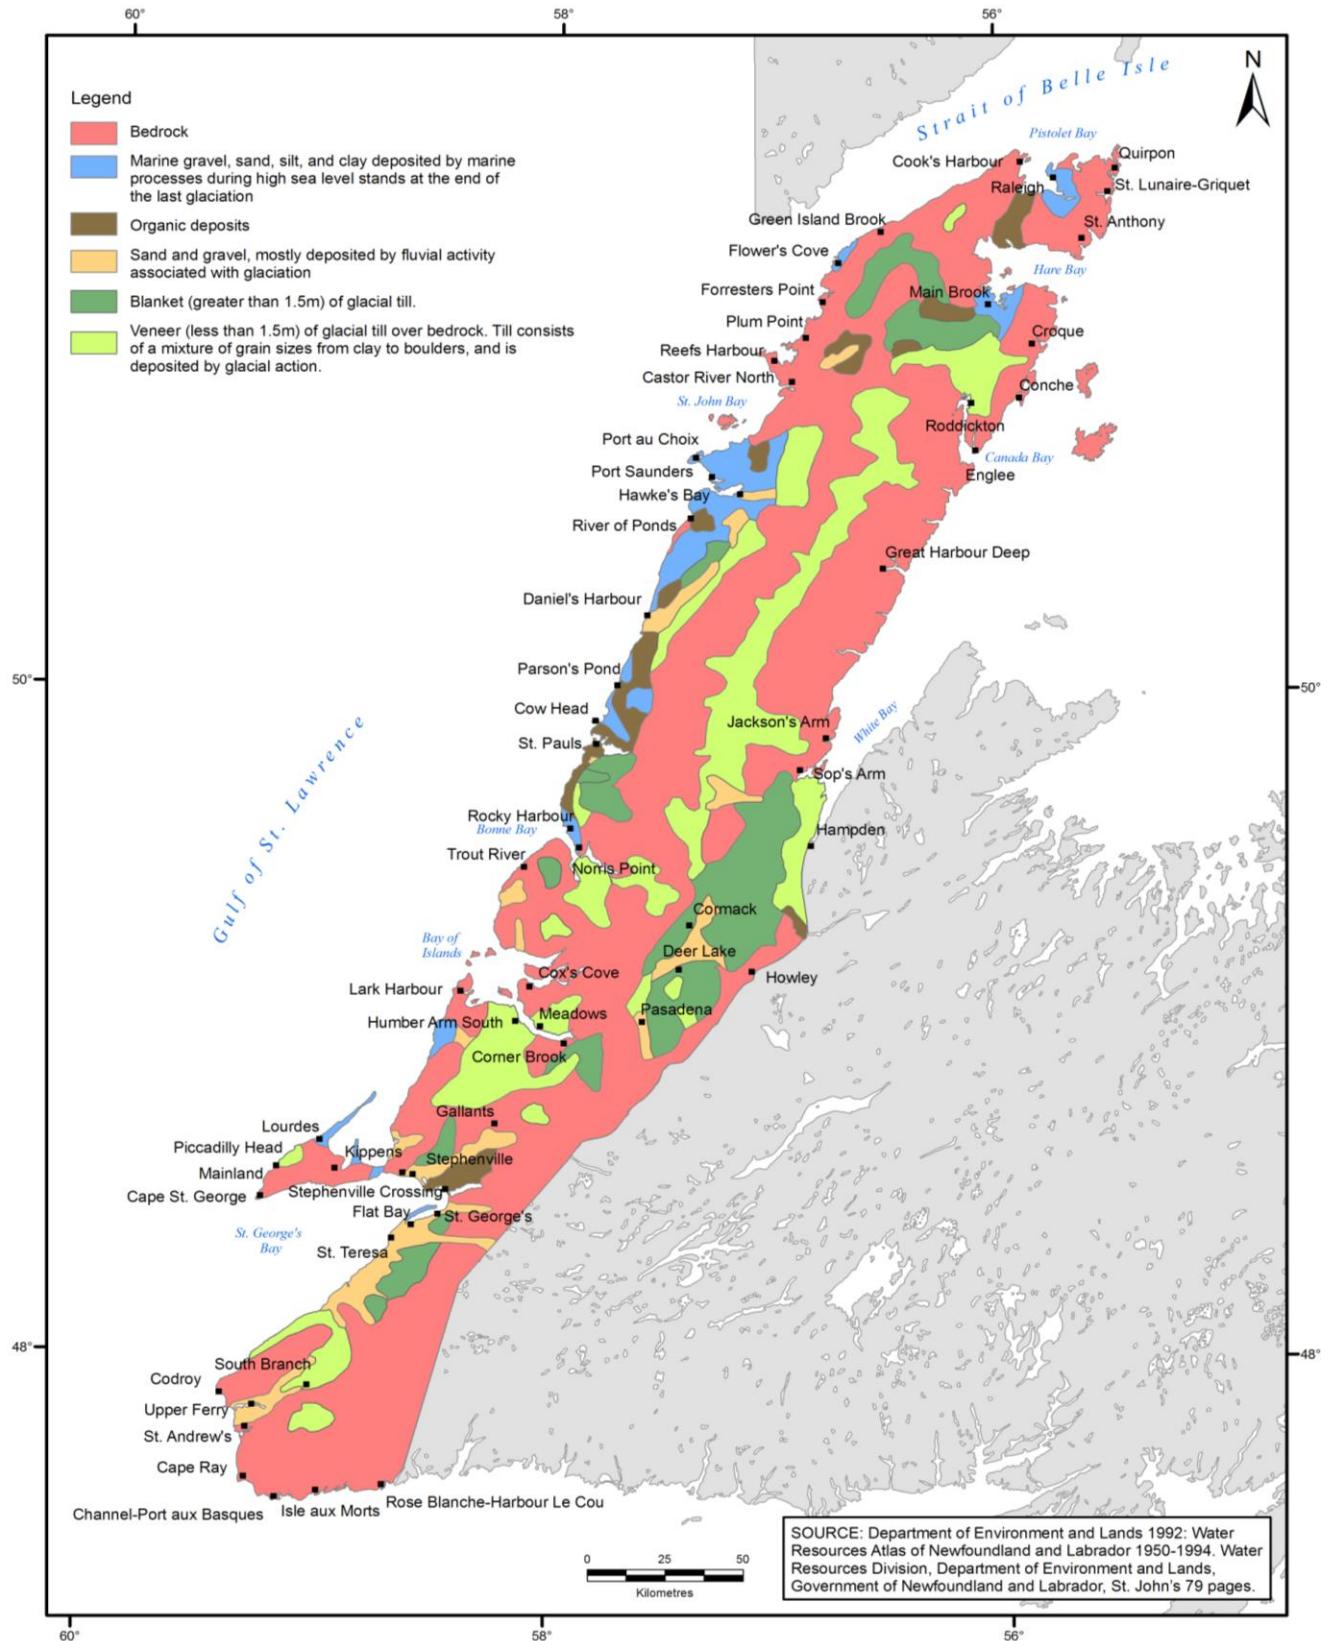 60°
58°
56°
N
Strait of Belle Isle
Legend
Bedrock
Marine gravel, sand, silt, and clay deposited by marine
processes during high sea level stands at the end of
the last glaciation
Organic deposits
Sand and gravel, mostly deposited by fluvial activity
associated with glaciation
Blanket (greater than 1.5m) of glacial till.
Veneer (less than 1.5m) of glacial till over bedrock. Till consists
of a mixture of grain sizes from clay to boulders, and is
deposited by glacial action.
Pistolet Bay
Quirpon
Cook's Harbour
Raleigh
St. Lunaire-Griquet
Green Island Brook
St. Anthony
Flower's Cove
Hare Bay
Forresters Point
Main Brook
Plum Point
Croque
Reefs Harbour
Castor River North
Conche
St. John Bay
Roddickton
Port au Choix
Canada Bay
Port Saunders
Englee
Hawke's Bay
River of Ponds
Great Harbour Deep
Daniel's Harbour
Parson's Pond
50°
50°
Cow Head
Jackson's Arm
White Bay
St. Pauls
Sop's Arm
Gulf of St. Lawrence
Rocky Harbour
Bonne Bay
Hampden
Trout River
Norris Point
Cormack
Bay of
Islands
Deer Lake
Cox's Cove
Howley
Lark Harbour
Pasadena
Meadows
Humber Arm South
Corner Brook
Gallants
Lourdes
Piccadilly Head
Kippens
Stephenville
Mainland
Cape St. George
Stephenville Crossing
Flat Bay
St. George's
St. George's
Bay
St. Teresa
48°
48°
South Branch
Codroy
Upper Ferry
St. Andrew's
Cape Ray
Rose Blanche-Harbour Le Cou
Channel-Port aux Basques
Isle aux Morts
0 25 50
Kilometres
SOURCE: Department of Environment and Lands 1992: Water
Resources Atlas of Newfoundland and Labrador 1950-1994. Water
Resources Division, Department of Environment and Lands,
Government of Newfoundland and Labrador, St. John's 79 pages.
60°
58°
56°